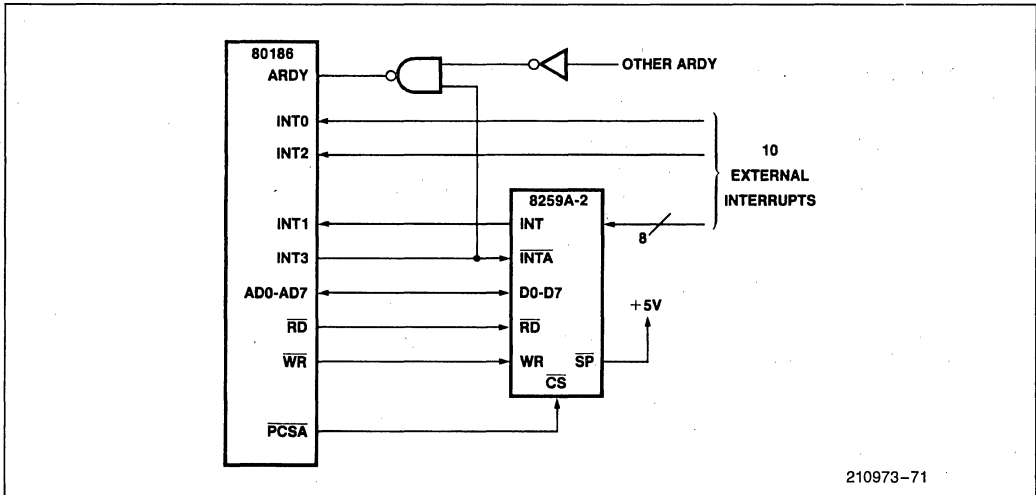 80186
ARDY
OTHER ARDY
INT0
INT2
10
EXTERNAL
INTERRUPTS
8259A-2
INT1
INT
8
INT3
INTA
AD0-AD7
D0-D7
+5V
RD
RD
WR
WR
SP
CS
PCSA
210973-71